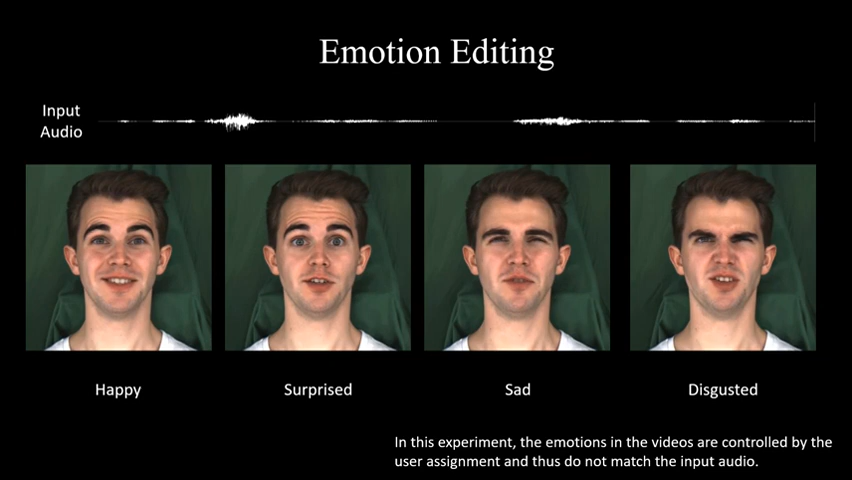 Emotion Editing
Input
Audio
Happy
Surprised
Sad
Disgusted
In this experiment, the emotions in the videos are controlled by the
user assignment and thus do not match the input audio.